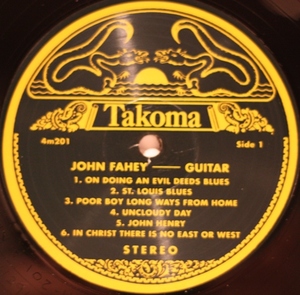 Takoma
4m201 Side 1
JOHN FAHEY — GUITAR
1. ON DOING AN EVIL DEEDS BLUES
2. ST. LOUIS BLUES
3. POOR BOY LONG WAYS FROM HOME
4. UNCLOUDY DAY
5. JOHN HENRY
6. IN CHRIST THERE IS NO EAST OR WEST
STEREO